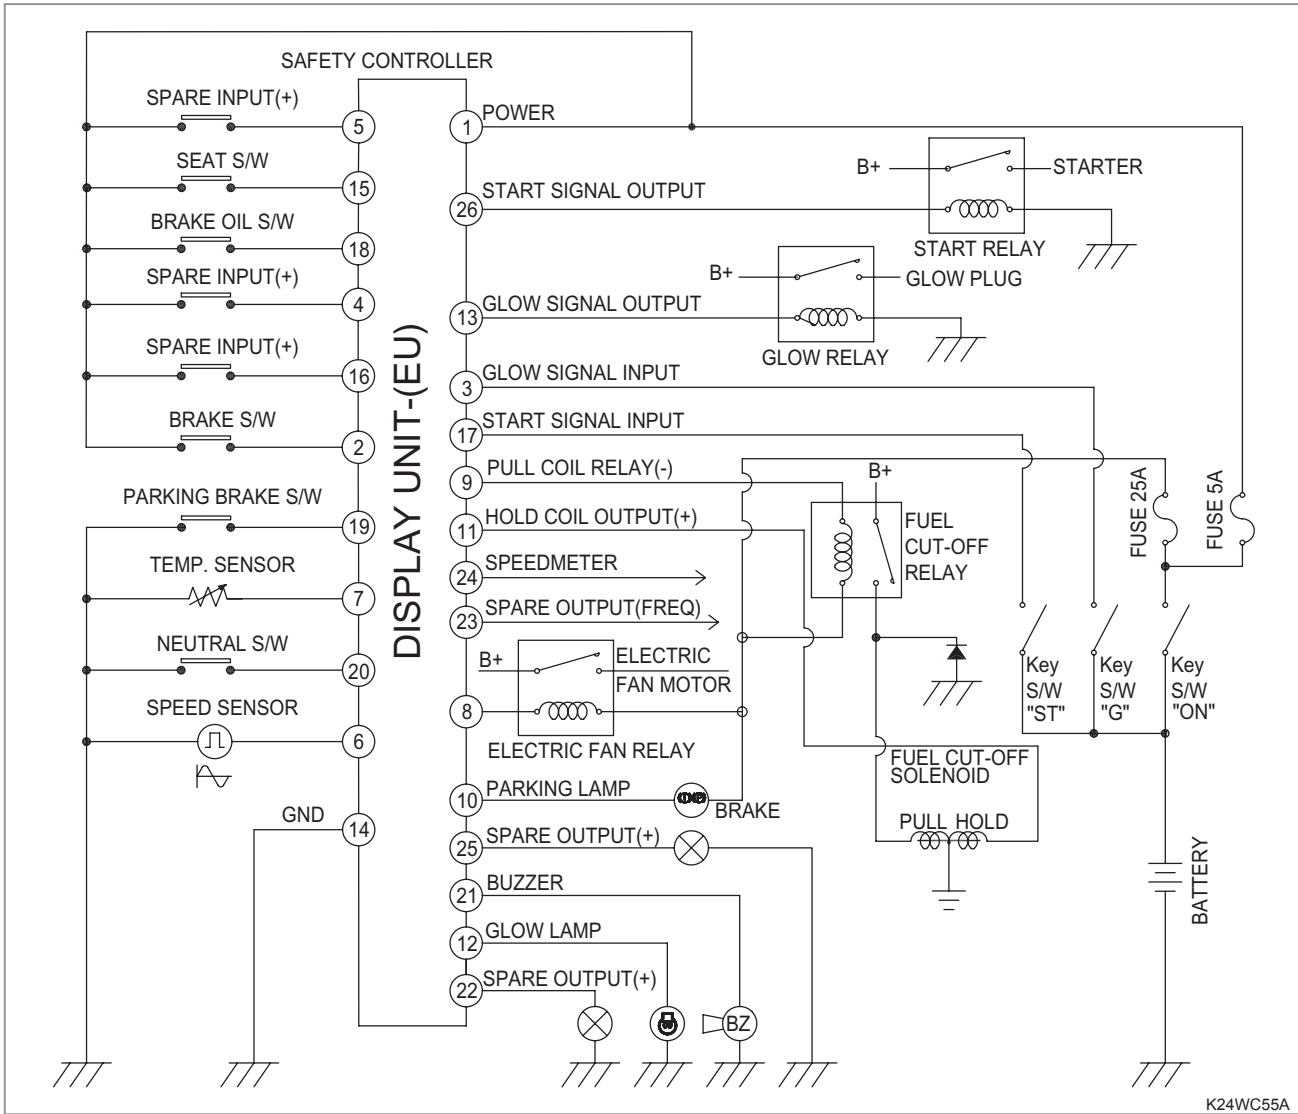 SAFETY CONTROLLER
SPARE INPUT(+)
5
SEAT S/W
15
BRAKE OIL S/W
18
SPARE INPUT(+)
4
SPARE INPUT(+)
16
BRAKE S/W
2
PARKING BRAKE S/W
19
TEMP. SENSOR
7
NEUTRAL S/W
20
SPEED SENSOR
6
GND
14
DISPLAY UNIT-(EU)
1
POWER
26
START SIGNAL OUTPUT
B+
STARTER
START RELAY
13
GLOW SIGNAL OUTPUT
B+
GLOW PLUG
GLOW RELAY
3
GLOW SIGNAL INPUT
17
START SIGNAL INPUT
9
PULL COIL RELAY(-)
11
HOLD COIL OUTPUT(+)
24
SPEEDMETER
23
SPARE OUTPUT(FREQ)
B+
ELECTRIC
FAN MOTOR
8
ELECTRIC FAN RELAY
10
PARKING LAMP
BRAKE
25
SPARE OUTPUT(+)
21
BUZZER
12
GLOW LAMP
22
SPARE OUTPUT(+)
BZ
B+
FUEL
CUT-OFF
RELAY
FUSE 25A
FUSE 5A
Key
S/W
"ST"
Key
S/W
"G"
Key
S/W
"ON"
FUEL CUT-OFF
SOLENOID
PULL HOLD
BATTERY
K24WC55A